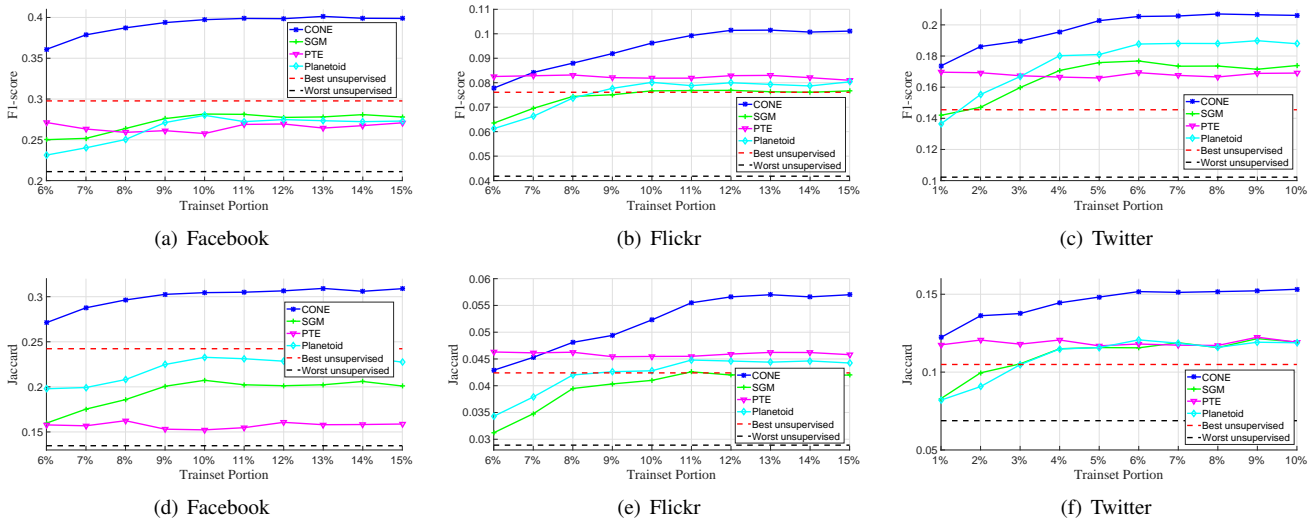 0.4
0.35
0.3
0.25
0.2
F1-score
6% 7% 8% 9% 10% 11% 12% 13% 14% 15%
Trainset Portion
CONE
SGM
PTE
Planetoid
Best unsupervised
Worst unsupervised
(a) Facebook
0.11
0.1
0.09
0.08
0.07
0.06
0.05
0.04
F1-score
6% 7% 8% 9% 10% 11% 12% 13% 14% 15%
Trainset Portion
CONE
SGM
PTE
Planetoid
Best unsupervised
Worst unsupervised
(b) Flickr
0.2
0.18
0.16
0.14
0.12
0.1
F1-score
1% 2% 3% 4% 5% 6% 7% 8% 9% 10%
Trainset Portion
CONE
SGM
PTE
Planetoid
Best unsupervised
Worst unsupervised
(c) Twitter
0.3
0.25
0.2
0.15
Jaccard
6% 7% 8% 9% 10% 11% 12% 13% 14% 15%
Trainset Portion
CONE
SGM
PTE
Planetoid
Best unsupervised
Worst unsupervised
(d) Facebook
0.06
0.055
0.05
0.045
0.04
0.035
0.03
Jaccard
6% 7% 8% 9% 10% 11% 12% 13% 14% 15%
Trainset Portion
CONE
SGM
PTE
Planetoid
Best unsupervised
Worst unsupervised
(e) Flickr
0.15
0.1
0.05
Jaccard
1% 2% 3% 4% 5% 6% 7% 8% 9% 10%
Trainset Portion
CONE
SGM
PTE
Planetoid
Best unsupervised
Worst unsupervised
(f) Twitter